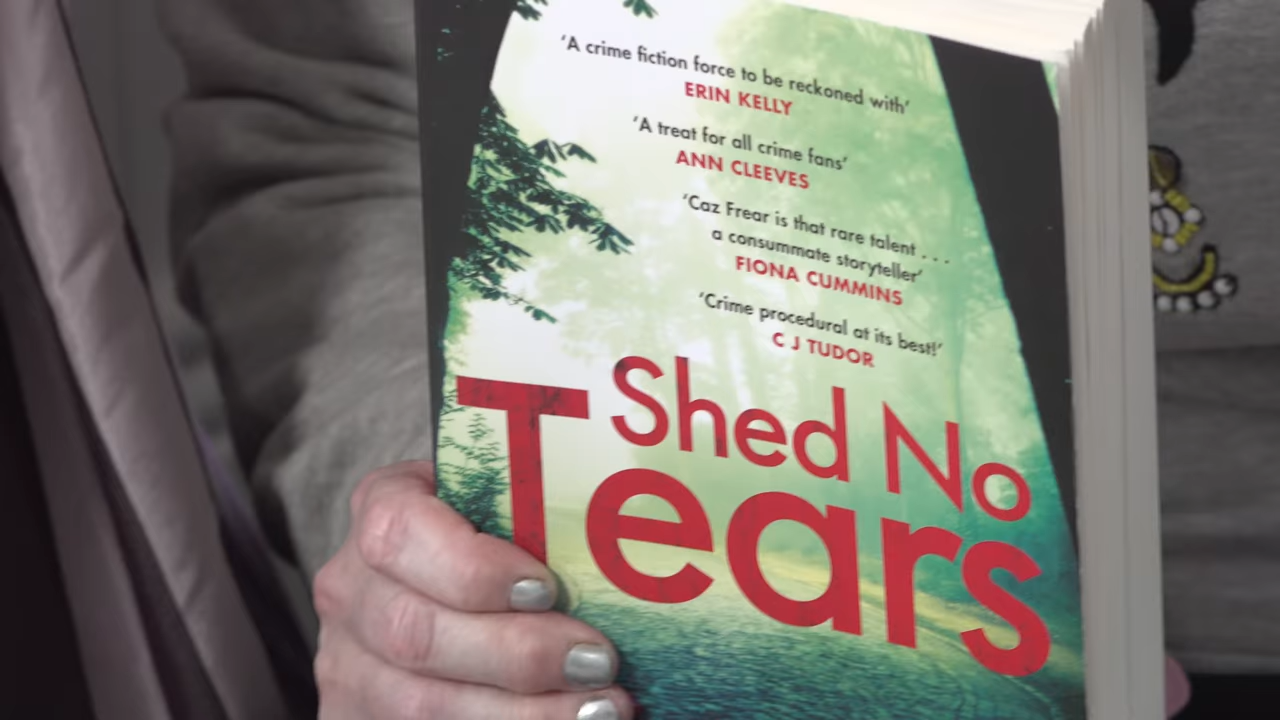 ‘A crime fiction force to be reckoned with’
ERIN KELLY
‘A treat for all crime fans’
ANN CLEEVES
‘Caz Frear is that rare talent . . .
a consummate storyteller’
FIONA CUMMINS
‘Crime procedural at its best!’
C J TUDOR
Shed No
Tears